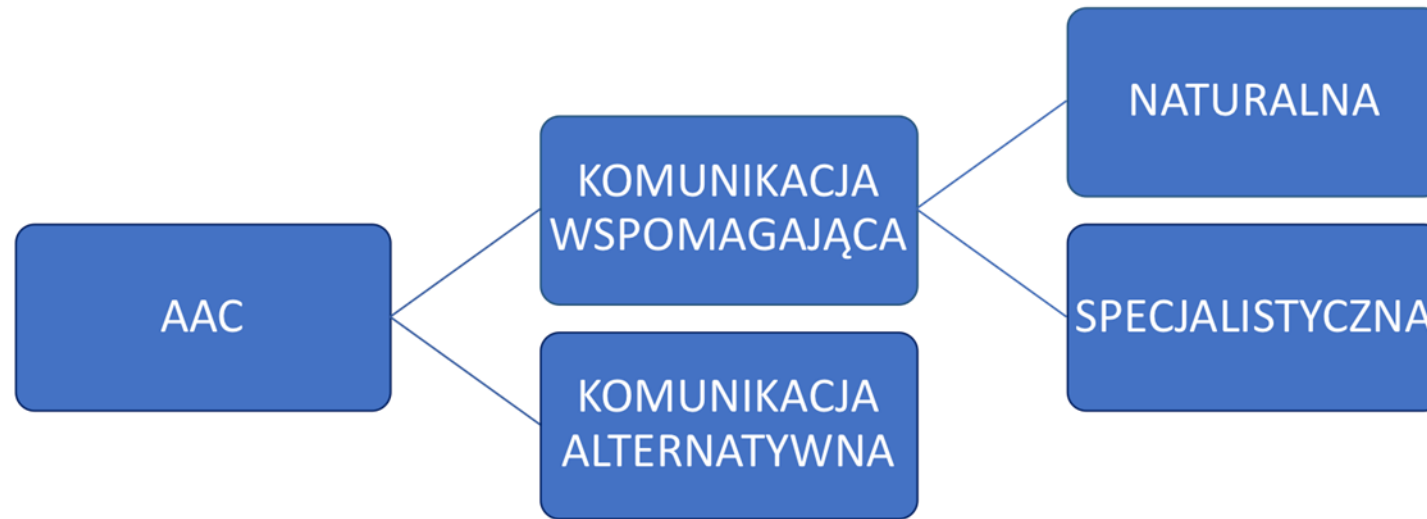 AAC
KOMUNIKACJA
WSPOMAGAJĄCA
KOMUNIKACJA
ALTERNATYWNA
NATURALNA
SPECJALISTYCZNA